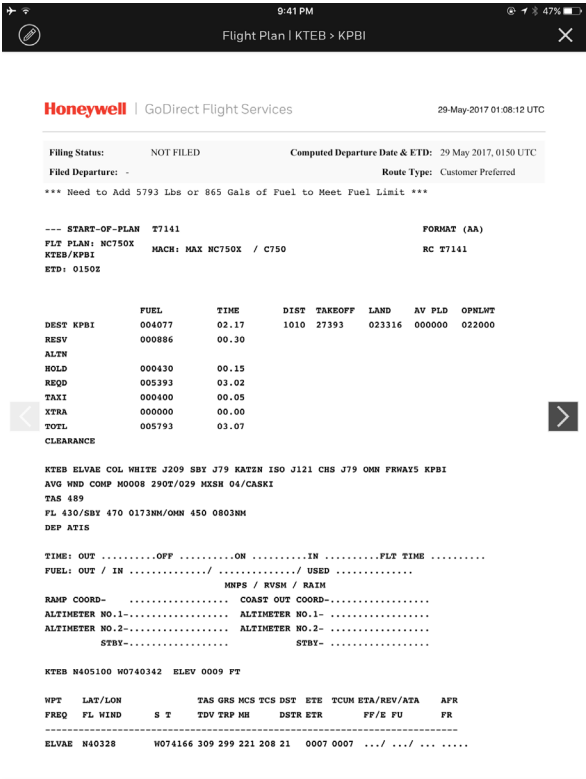 9:41 PM
47%
Flight Plan | KTEB > KPBI
Honeywell | GoDirect Flight Services
29-May-2017 01:08:12 UTC
Filing Status: NOT FILED Computed Departure Date & ETD: 29 May 2017, 0150 UTC
Filed Departure: - Route Type: Customer Preferred
*** Need to Add 5793 Lbs or 865 Gals of Fuel to Meet Fuel Limit ***
--- START-OF-PLAN T7141 FORMAT (AA)
FLT PLAN: NC750X MACH: MAX NC750X / C750 RC T7141
KTEB/KPBI
ETD: 0150Z
FUEL TIME DIST TAKEOFF LAND AV PLD OPNLWT
DEST KPBI 004077 02.17 1010 27393 023316 000000 022000
RESV 000886 00.30
ALTN
HOLD 000430 00.15
REQD 005393 03.02
TAXI 000400 00.05
XTRA 000000 00.00
TOTL 005793 03.07
CLEARANCE
KTEB ELVAE COL WHITE J209 SBY J79 KATZN ISO J121 CHS J79 OMN FRWAY5 KPBI
AVG WND COMP M0008 290T/029 MXSH 04/CASKI
TAS 489
FL 430/SBY 470 0173NM/OMN 450 0803NM
DEP ATIS
TIME: OUT ..........OFF ..........ON ..........IN ..........FLT TIME ..........
FUEL: OUT / IN ............../ ............../ USED ..............
MNPS / RVSM / RAIM
RAMP COORD- .................. COAST OUT COORD-..................
ALTIMETER NO.1-.................. ALTIMETER NO.1- ..................
ALTIMETER NO.2-.................. ALTIMETER NO.2- ..................
STBY-.................. STBY- ..................
KTEB N405100 W0740342 ELEV 0009 FT
WPT LAT/LON TAS GRS MCS TCS DST ETE TCUM ETA/REV/ATA AFR
FREQ FL WIND S T TDV TRP MH DSTR ETR FF/E FU FR
--------------------------------------------------------------------------------
ELVAE N40328 W074166 309 299 221 208 21 0007 0007 .../ .../ ... .....